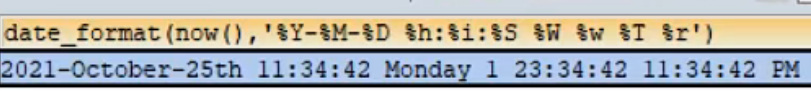 date_format(now(),'%Y-%M-%D %h:%i:%S %W %w %T %r')
2021-October-25th 11:34:42 Monday 1 23:34:42 11:34:42 PM